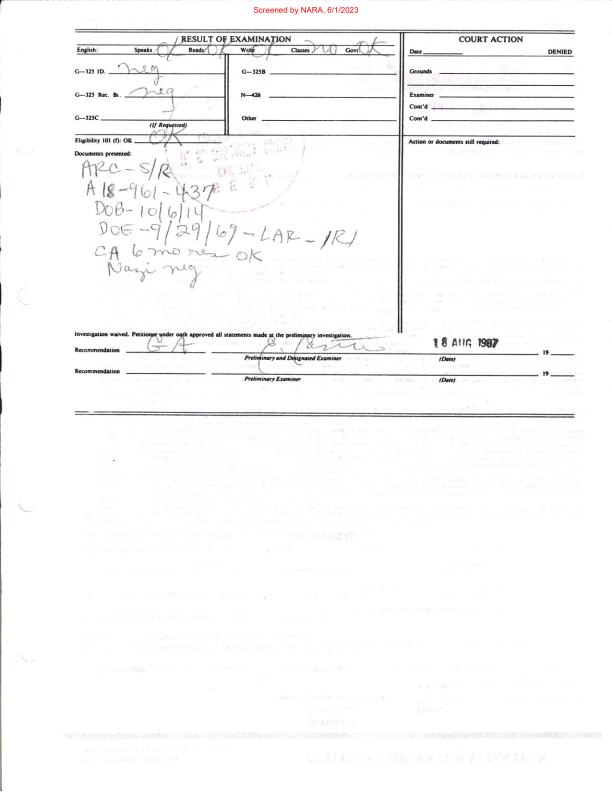 Screened by NARA, 6/1/2023
RESULT OF EXAMINATION
English: Speaks OK Reads OK Write OK Classes no Govt OK
G—325 ID. neg
G—325B
G—325 Rec. Br. neg
N—426
G—325C
(If Requested)
Other
Eligibility 101 (f): OK OK
Documents presented:
ARC - S/R
A18-961-437
DOB- 10/6/14
DOE- 9/29/69 - LAR - IR1
CA 6 mo res OK
Nazi neg
COURT ACTION
Date DENIED
Grounds
Examiner
Cont'd
Cont'd
Action or documents still required:
Investigation waived. Petitioner under oath approved all statements made at the preliminary investigation.
Recommendation GA
18 AUG 1987 19
Preliminary and Designated Examiner (Date)
Recommendation 19
Preliminary Examiner (Date)